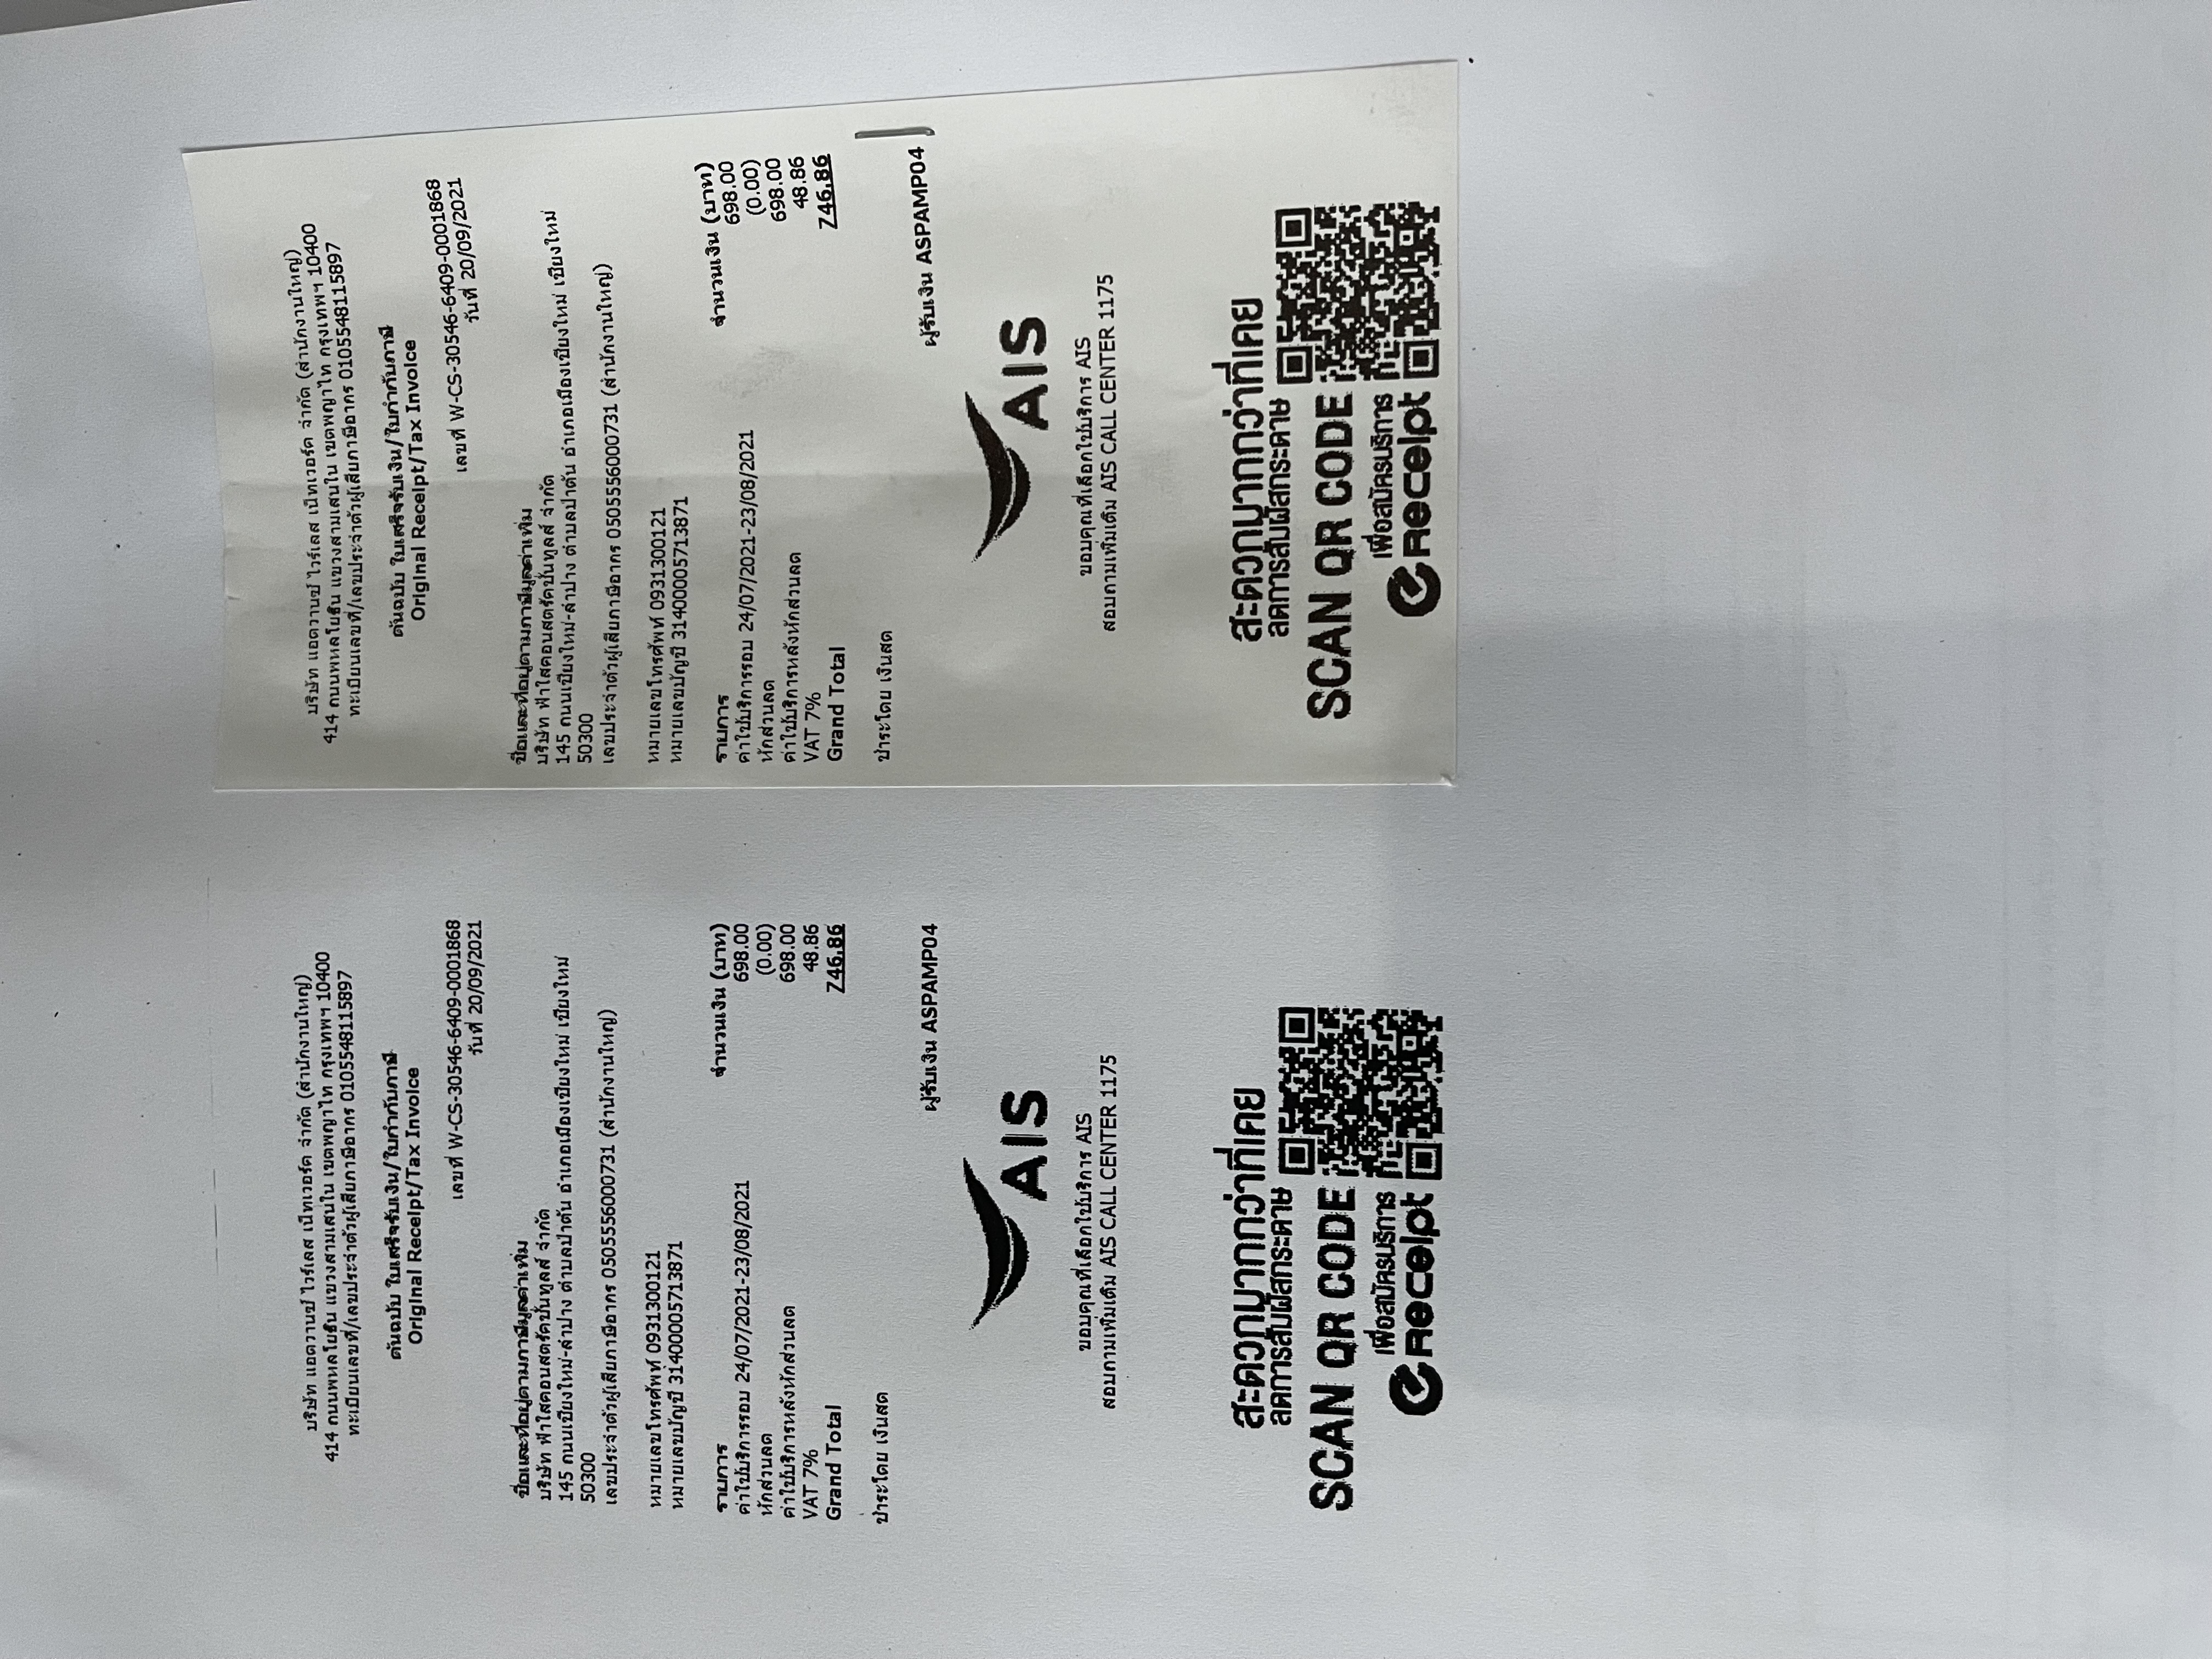 บริษัท แอดวานซ์ ไวร์เลส เน็ทเวอร์ค จำกัด (สำนักงานใหญ่)
414 ถนนพหลโยธิน แขวงสามเสนใน เขตพญาไท กรุงเทพฯ 10400
ทะเบียนเลขที่/เลขประจำตัวผู้เสียภาษีอากร 0105548115897
ต้นฉบับ ใบเสร็จรับเงิน/ใบกำกับภาษี
Original Receipt/Tax Invoice
เลขที่ W-CS-30546-6409-0001868
วันที่ 20/09/2021
ชื่อและที่อยู่ตามภาษีมูลค่าเพิ่ม
บริษัท ฟ้าใสคอนสตรัคชั่นทูลส์ จำกัด
145 ถนนเชียงใหม่-ลำปาง ตำบลป่าตัน อำเภอเมืองเชียงใหม่ เชียงใหม่
50300
เลขประจำตัวผู้เสียภาษีอากร 0505556000731 (สำนักงานใหญ่)
หมายเลขโทรศัพท์ 0931300121
หมายเลขบัญชี 31400005713871
รายการ จำนวนเงิน (บาท)
ค่าใช้บริการรอบ 24/07/2021-23/08/2021 698.00
หักส่วนลด (0.00)
ค่าใช้บริการหลังหักส่วนลด 698.00
VAT 7% 48.86
Grand Total 746.86
ชำระโดย เงินสด
ผู้รับเงิน ASPAMP04
AIS
ขอบคุณที่เลือกใช้บริการ AIS
สอบถามเพิ่มเติม AIS CALL CENTER 1175
สะดวกมากกว่าที่เคย
ลดการสัมผัสกระดาษ
SCAN QR CODE
เพื่อสมัครบริการ
e Receipt
บริษัท แอดวานซ์ ไวร์เลส เน็ทเวอร์ค จำกัด (สำนักงานใหญ่)
414 ถนนพหลโยธิน แขวงสามเสนใน เขตพญาไท กรุงเทพฯ 10400
ทะเบียนเลขที่/เลขประจำตัวผู้เสียภาษีอากร 0105548115897
ต้นฉบับ ใบเสร็จรับเงิน/ใบกำกับภาษี
Original Receipt/Tax Invoice
เลขที่ W-CS-30546-6409-0001868
วันที่ 20/09/2021
ชื่อและที่อยู่ตามภาษีมูลค่าเพิ่ม
บริษัท ฟ้าใสคอนสตรัคชั่นทูลส์ จำกัด
145 ถนนเชียงใหม่-ลำปาง ตำบลป่าตัน อำเภอเมืองเชียงใหม่ เชียงใหม่
50300
เลขประจำตัวผู้เสียภาษีอากร 0505556000731 (สำนักงานใหญ่)
หมายเลขโทรศัพท์ 0931300121
หมายเลขบัญชี 31400005713871
รายการ จำนวนเงิน (บาท)
ค่าใช้บริการรอบ 24/07/2021-23/08/2021 698.00
หักส่วนลด (0.00)
ค่าใช้บริการหลังหักส่วนลด 698.00
VAT 7% 48.86
Grand Total 746.86
ชำระโดย เงินสด
ผู้รับเงิน ASPAMP04
AIS
ขอบคุณที่เลือกใช้บริการ AIS
สอบถามเพิ่มเติม AIS CALL CENTER 1175
สะดวกมากกว่าที่เคย
ลดการสัมผัสกระดาษ
SCAN QR CODE
เพื่อสมัครบริการ
e Receipt